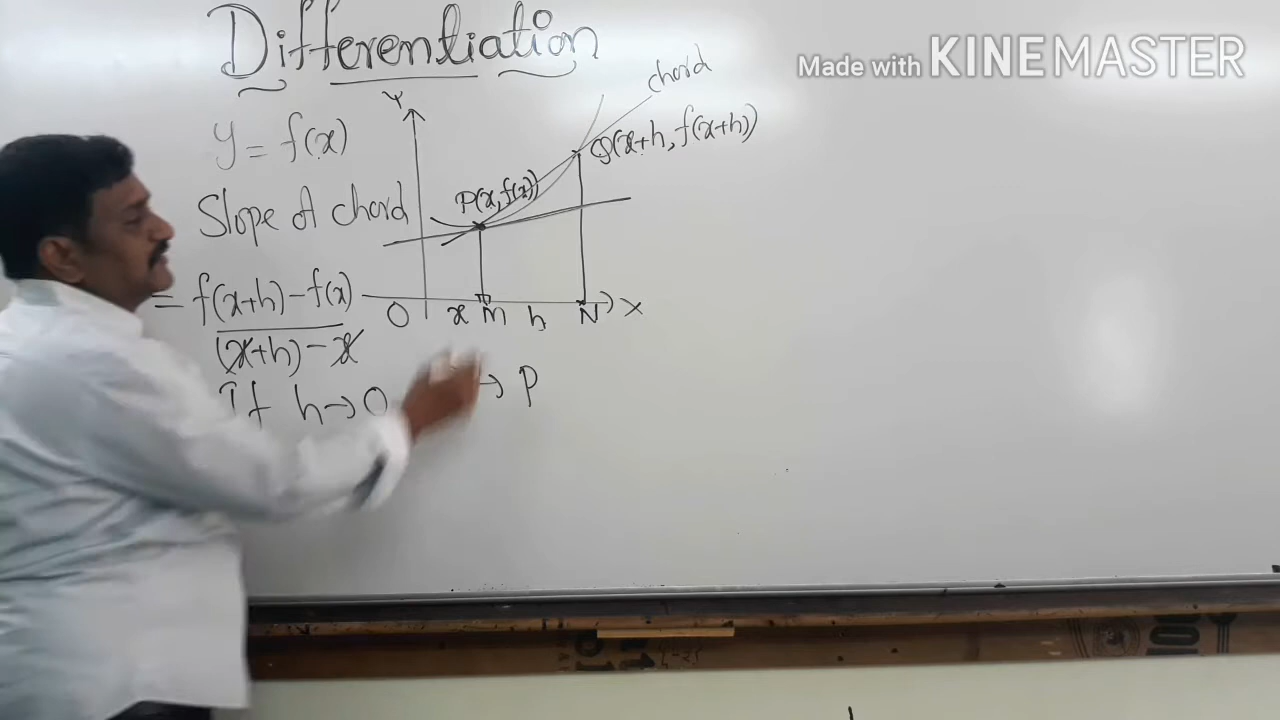 Differentiation
Made with KINEMASTER
chord
Y
y = f(x)
Q(x+h, f(x+h))
P(x, f(x))
Slope of chord
= f(x+h) - f(x)
(x+h) - x
O x M h N X
If h → 0 → P